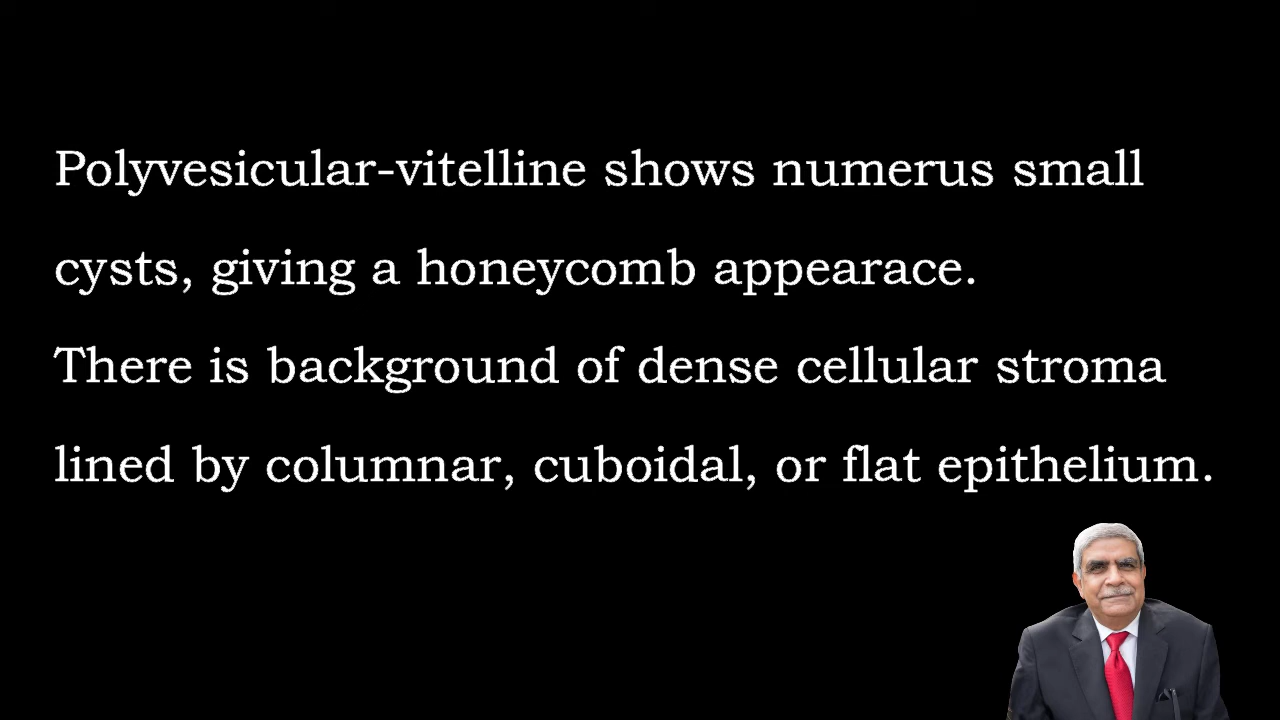 Polyvesicular-vitelline shows numerus small
cysts, giving a honeycomb appearace.
There is background of dense cellular stroma
lined by columnar, cuboidal, or flat epithelium.